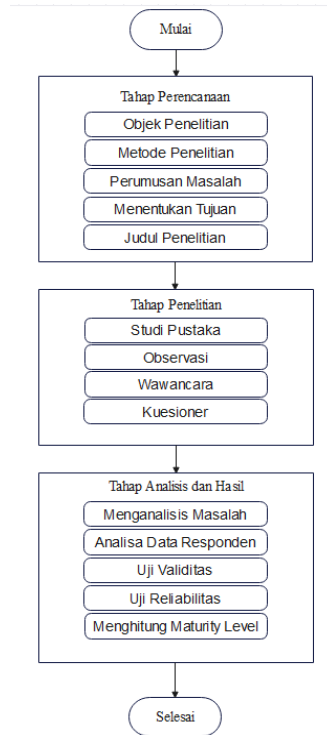 Mulai
Tahap Perencanaan
Objek Penelitian
Metode Penelitian
Perumusan Masalah
Menentukan Tujuan
Judul Penelitian
Tahap Penelitian
Studi Pustaka
Observasi
Wawancara
Kuesioner
Tahap Analisis dan Hasil
Menganalisis Masalah
Analisa Data Responden
Uji Validitas
Uji Reliabilitas
Menghitung Maturity Level
Selesai